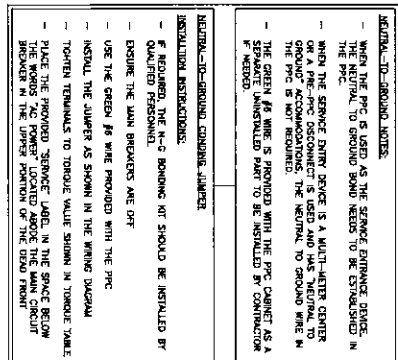 NEUTRAL-TO-GROUND NOTES:
- WHEN THE PPC IS USED AS THE SERVICE ENTRANCE DEVICE,
THE NEUTRAL TO GROUND BOND NEEDS TO BE ESTABLISHED IN
THE PPC.
- WHEN THE SERVICE ENTRY DEVICE IS A MULTI-METER CENTER
OR A PRE-PPC DISCONNECT IS USED AND HAS "NEUTRAL TO
GROUND" ACCOMMODATIONS, THE NEUTRAL TO GROUND WIRE IN
THE PPC IS NOT REQUIRED.
- THE GREEN #6 WIRE IS PROVIDED WITH THE PPC CABINET AS A
SEPARATE UNINSTALLED PART TO BE INSTALLED BY CONTRACTOR
IF NEEDED.
NEUTRAL-TO-GROUND BONDING JUMPER
INSTALLTION INSTRUCTIONS:
- IF REQUIRED, THE N-G BONDING KIT SHOULD BE INSTALLED BY
QUALIFIED PERSONNEL
- ENSURE THE MAIN BREAKERS ARE OFF
- USE THE GREEN #6 WIRE PROVIDED WITH THE PPC
- INSTALL THE JUMPER AS SHOWN IN THE WIRING DIAGRAM
- TIGHTEN TERMINALS TO TORQUE VALUE SHOWN IN TORQUE TABLE
- PLACE THE PROVIDED "SERVICE" LABEL IN THE SPACE BELOW
THE WORDS "AC POWER" LOCATED ABODE THE MAIN CIRCUIT
BREAKER IN THE UPPER PORTION OF THE DEAD FRONT